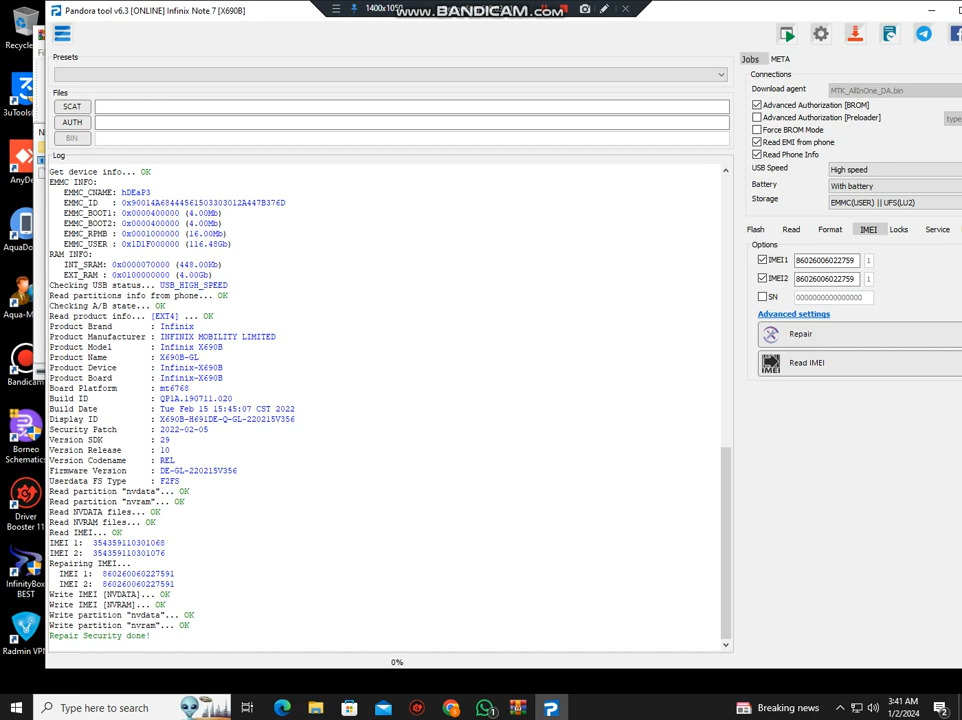 Recycle
3uTools
AnyDe
AquaDo
Aqua-M
Bandicam
Borneo
Schematics
Driver
Booster 11
InfinityBox
BEST
Radmin VPN
Pandora tool v6.3 [ONLINE] Infinix Note 7 [X690B]
1400x1050
www.BANDICAM.com
Presets
Files
SCAT
AUTH
BIN
Log
Get device info... OK
EMMC INFO:
EMMC_CNAME: hDEaP3
EMMC_ID : 0x90014A68444561503303012A447B376D
EMMC_BOOT1: 0x0000400000 (4.00Mb)
EMMC_BOOT2: 0x0000400000 (4.00Mb)
EMMC_RPMB : 0x0001000000 (16.00Mb)
EMMC_USER : 0x1D1F000000 (116.48Gb)
RAM INFO:
INT_SRAM: 0x0000070000 (448.00Kb)
EXT_RAM : 0x0100000000 (4.00Gb)
Checking USB status... USB_HIGH_SPEED
Read partitions info from phone... OK
Checking A/B state... OK
Read product info... [EXT4] ... OK
Product Brand : Infinix
Product Manufacturer : INFINIX MOBILITY LIMITED
Product Model : Infinix X690B
Product Name : X690B-GL
Product Device : Infinix-X690B
Product Board : Infinix-X690B
Board Platform : mt6768
Build ID : QP1A.190711.020
Build Date : Tue Feb 15 15:45:07 CST 2022
Display ID : X690B-H691DE-Q-GL-220215V356
Security Patch : 2022-02-05
Version SDK : 29
Version Release : 10
Version Codename : REL
Firmware Version : DE-GL-220215V356
Userdata FS Type : F2FS
Read partition "nvdata"... OK
Read partition "nvram"... OK
Read NVDATA files... OK
Read NVRAM files... OK
Read IMEI... OK
IMEI 1: 354359110301068
IMEI 2: 354359110301076
Repairing IMEI...
IMEI 1: 860260060227591
IMEI 2: 860260060227591
Write IMEI [NVDATA]... OK
Write IMEI [NVRAM]... OK
Write partition "nvdata"... OK
Write partition "nvram"... OK
Repair Security done!
0%
Jobs META
Connections
Download agent MTK_AllInOne_DA.bin
Advanced Authorization [BROM]
Advanced Authorization [Preloader] type
Force BROM Mode
Read EMI from phone
Read Phone Info
USB Speed High speed
Battery With battery
Storage EMMC(USER) || UFS(LU2)
Flash Read Format IMEI Locks Service
Options
IMEI1 86026006022759 1
IMEI2 86026006022759 1
SN 00000000000000
Advanced settings
Repair
IMEI Read IMEI
Type here to search
1
Breaking news
3:41 AM
1/2/2024
2